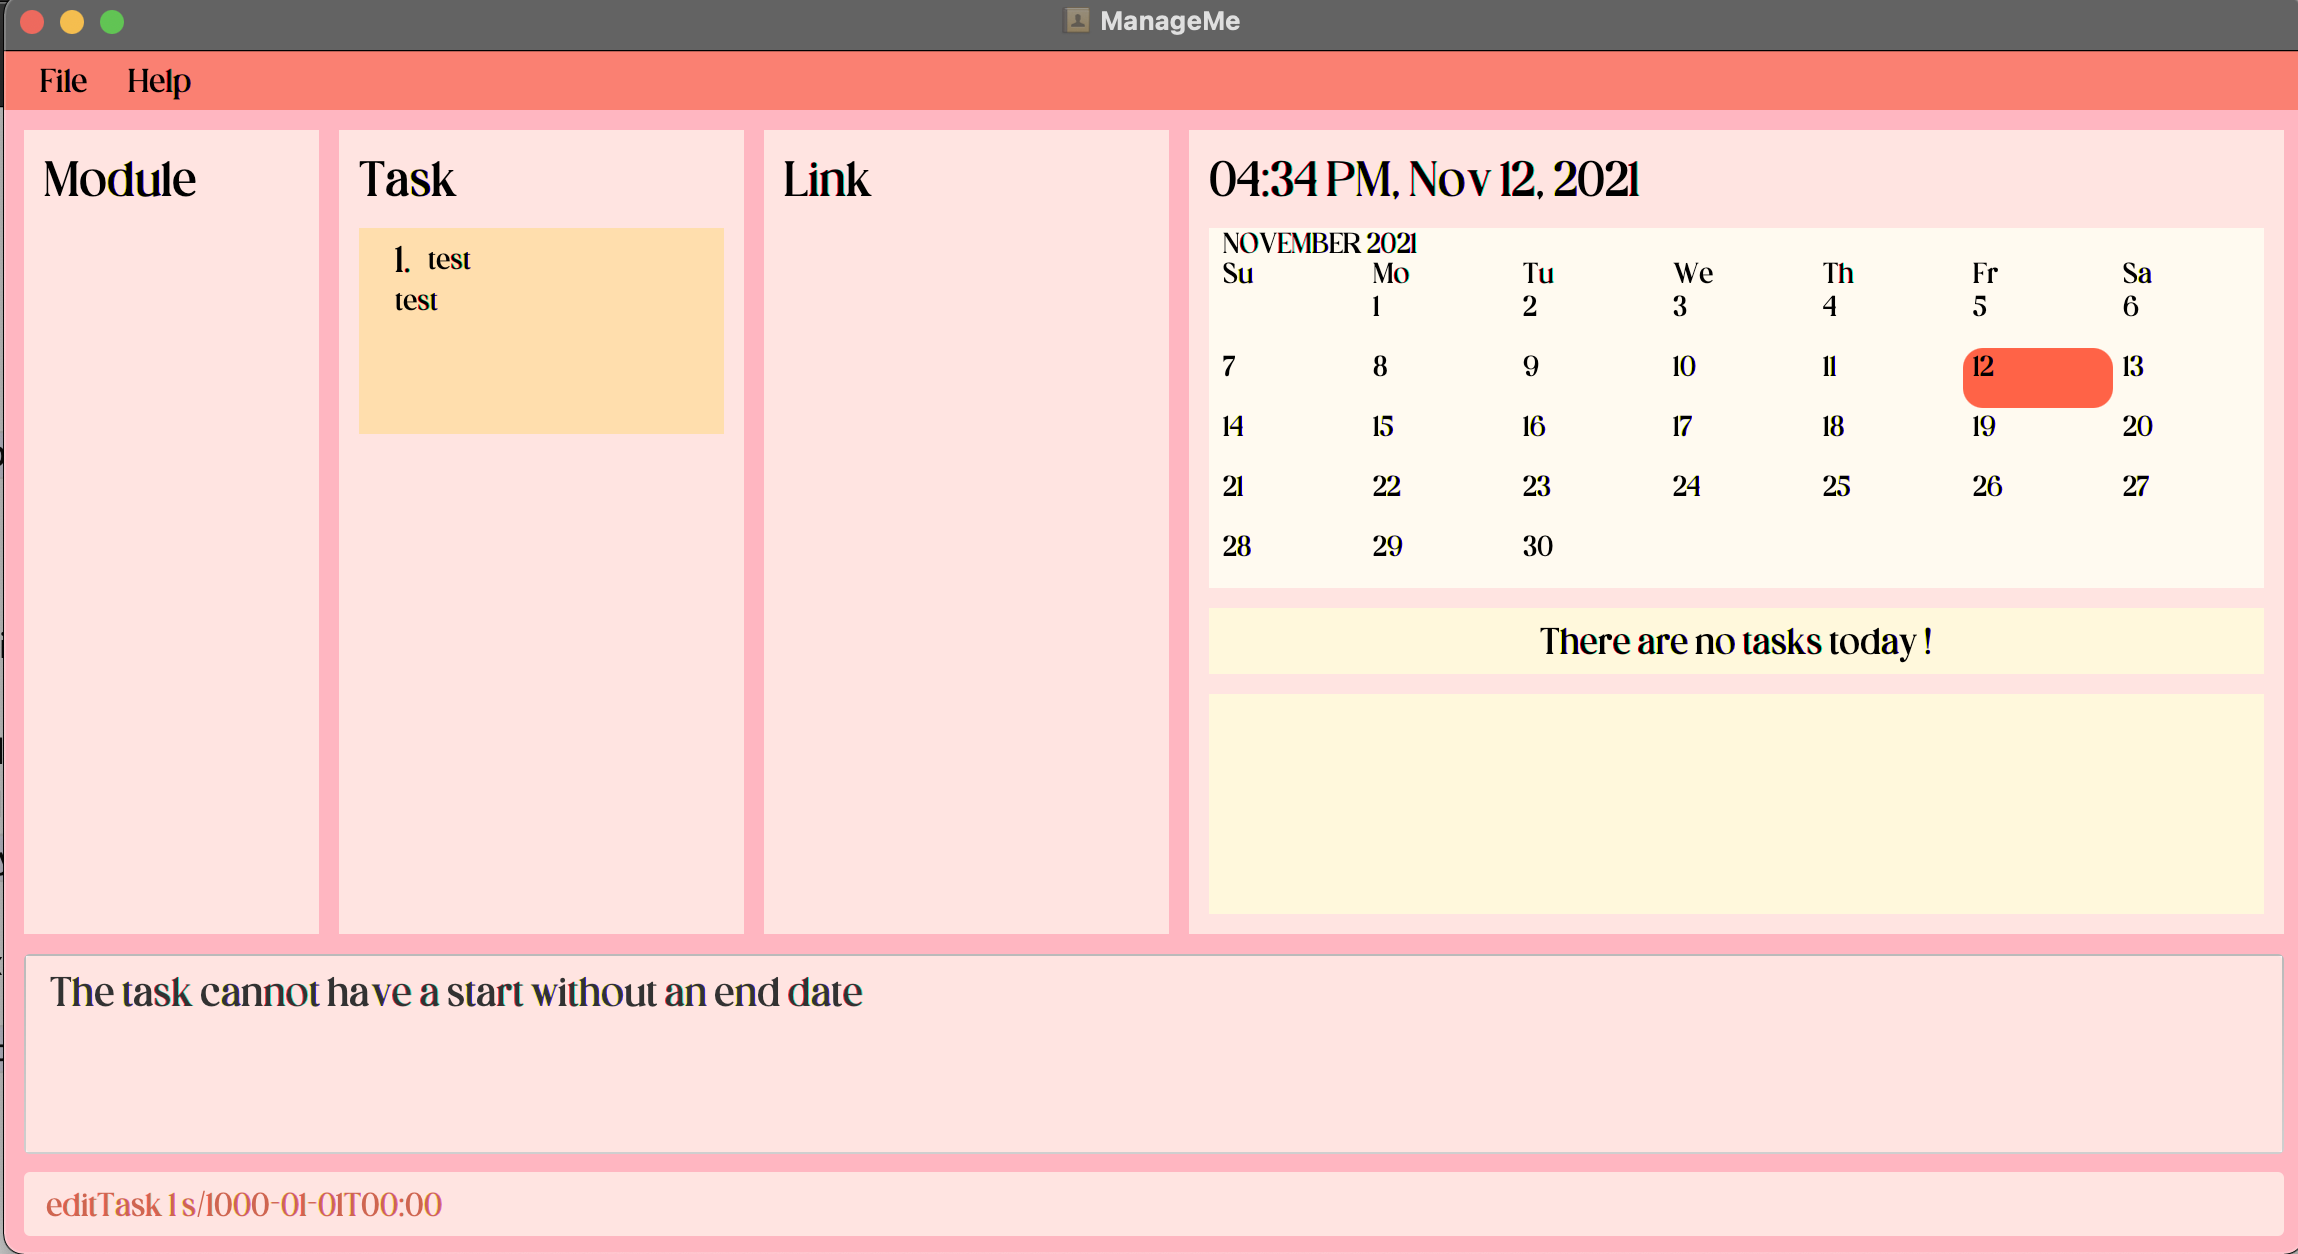 ManageMe
File Help
Module
Task
1. test
test
Link
04:34 PM, Nov 12, 2021
NOVEMBER 2021
Su Mo Tu We Th Fr Sa
1 2 3 4 5 6
7 8 9 10 11 12 13
14 15 16 17 18 19 20
21 22 23 24 25 26 27
28 29 30
There are no tasks today !
The task cannot have a start without an end date
editTask 1 s/1000-01-01T00:00